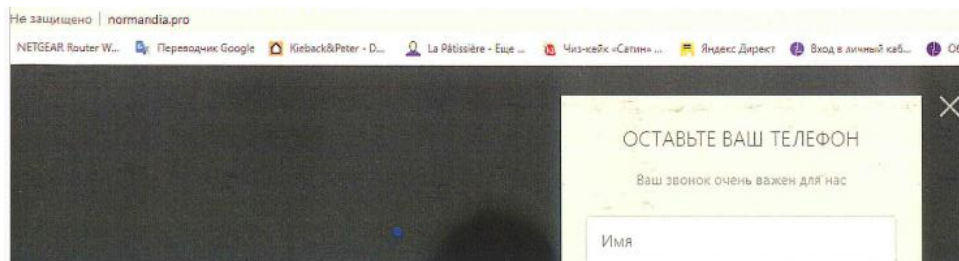 Не защищено | normandia.pro
NETGEAR Router W... Переводчик Google Kieback&Peter - D... La Pâtissière - Еще ... Чиз-кейк «Сатин» ... Яндекс Директ Вход в личный каб... Об
ОСТАВЬТЕ ВАШ ТЕЛЕФОН
Ваш звонок очень важен для нас
Имя